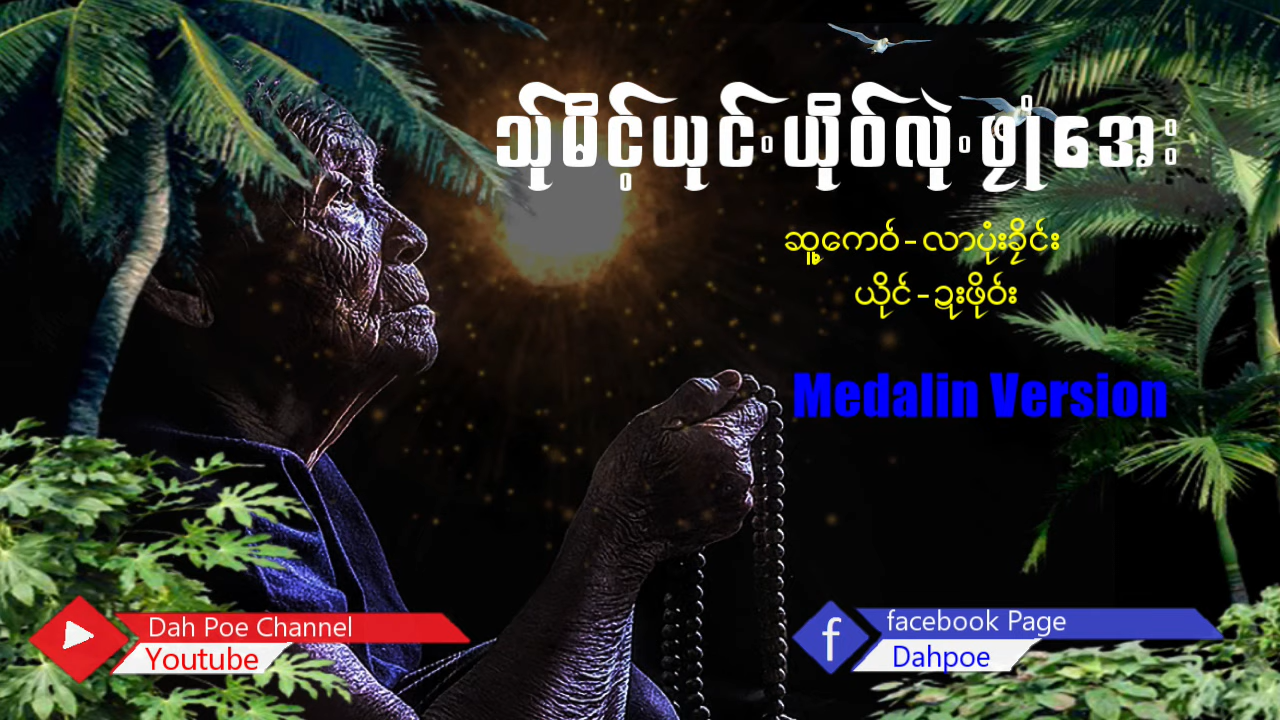 သ်ုမိင့်ယုင်ႉယိုဝ်လဲႉဖၠုံအေး
ဆူ့ကေဝ် - လာပုံးခိုင်း
ယိုင် - ဍးဖိုဝ်း
Medalin Version
Dah Poe Channel
Youtube
facebook Page
Dahpoe